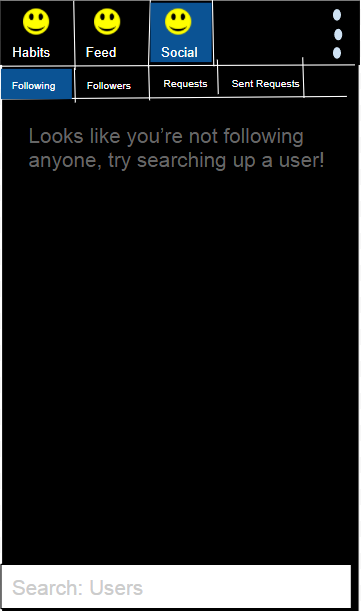 Habits Feed Social
Following Followers Requests Sent Requests
Looks like you’re not following
anyone, try searching up a user!
Search: Users